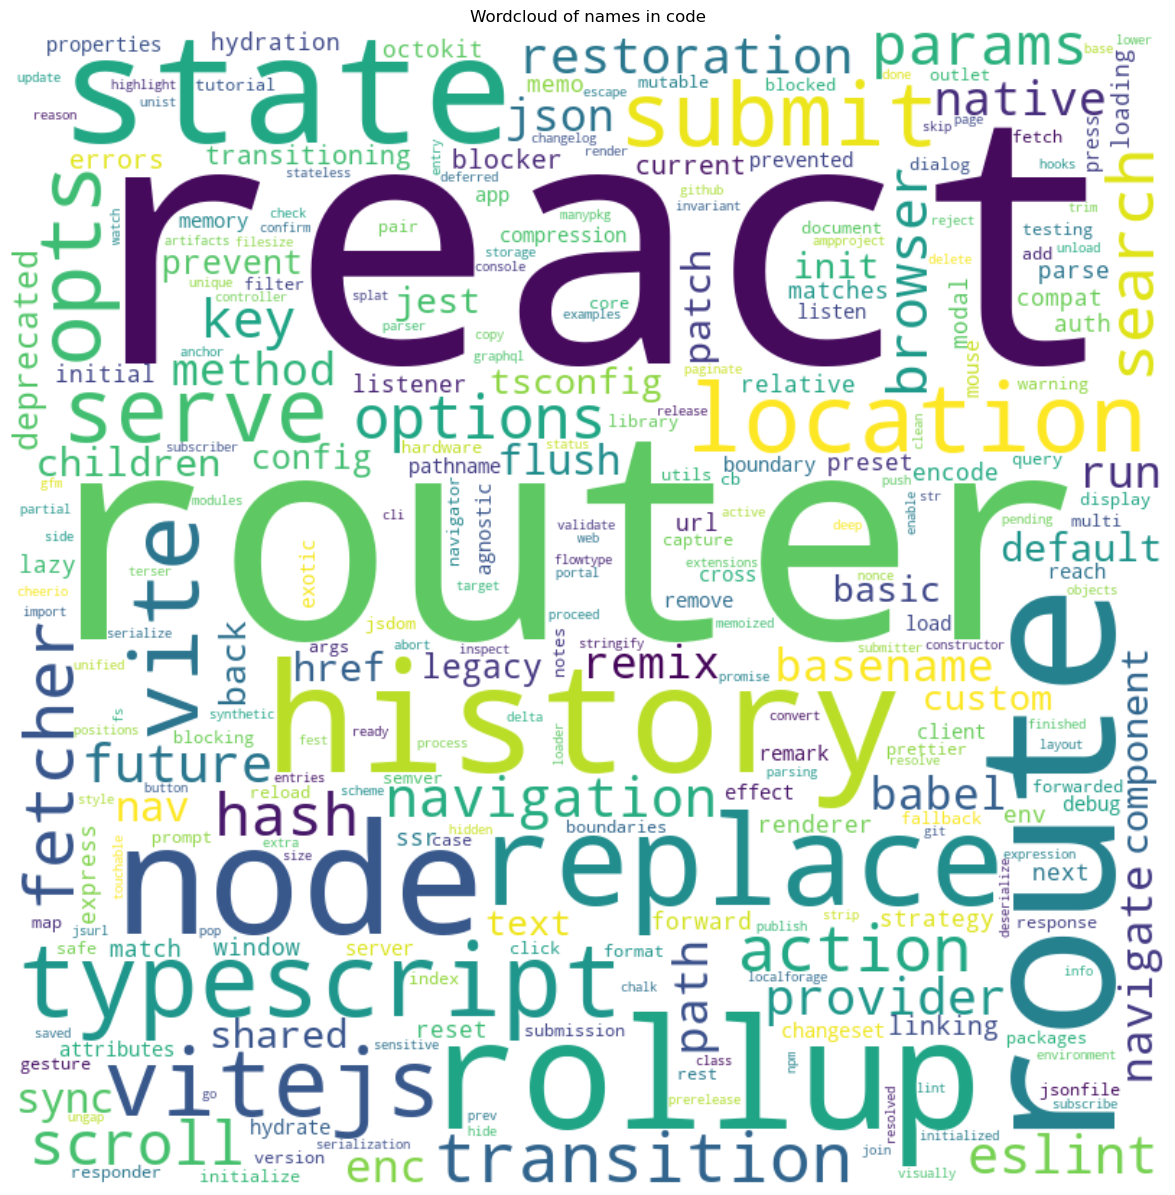 Wordcloud of names in code
properties
hydration
octokit
restoration
params
base
lower
update
highlight
tutorial
state
memo
mutable
escape
blocked
done
outlet
unist
reason
json
submit
native
loading
changelog
render
skip
page
fetch
press
errors
transitioning
stateless
entry
blocker
deferred
current
prevented
dialog
hooks
search
react
app
github
invariant
opts
watch
memory
check
confirm
pair
compression
manypkg
storage
console
document
ampproject
browser
reject
testing
trim
unload
add
artifacts
filesize
prevent
unique
filter
controller
splat
jest
core
examples
patch
init
matches
listen
delete
parse
compat
auth
modal
deprecated
key
parser
copy
graphql
anchor
initial
method
listener
tsconfig
paginate
relative
mouse
warning
serve
options
library
release
location
clean
subscriber
hardware
status
children
config
pathname
flush
utils
cb
boundary
preset
push
encode
query
run
gfm
display
partial
modules
router
cli
navigator
agnostic
validate
web
url
active
capture
deep
enable
str
pending
multi
side
vite
exotic
flowtype
portal
extensions
cross
default
lazy
terser
target
nonce
basic
reach
cheerio
objects
import
serialize
jsdom
abort
proceed
remove
memoized
load
route
fetcher
args
inspect
notes
stringify
submitter
constructor
unified
back
href
legacy
remix
promise
basename
component
fs
positions
synthetic
history
delta
convert
custom
blocking
fest
ready
process
loader
client
finished
prettier
layout
resolve
future
entries
semver
scheme
remark
parsing
style
button
reload
navigation
effect
babel
forwarded
debug
nav
hash
env
fallback
prompt
extra
ssr
case
hidden
boundaries
renderer
git
express
touchable
size
node
replace
expression
next
deserialize
map
jsurl
pop
text
forward
publish
strip
strategy
response
navigate
safe
match
window
server
click
format
path
action
localforage
info
typescript
index
chalk
provider
saved
shared
reset
submission
changeset
linking
packages
attributes
sensitive
environment
gesture
vitejs
rollup
class
rest
npm
jsonfile
sync
go
prerelease
resolved
lint
subscribe
ungap
hydrate
prev
hide
initialized
scroll
serialization
version
join
responder
initialize
enc
transition
visually
eslint